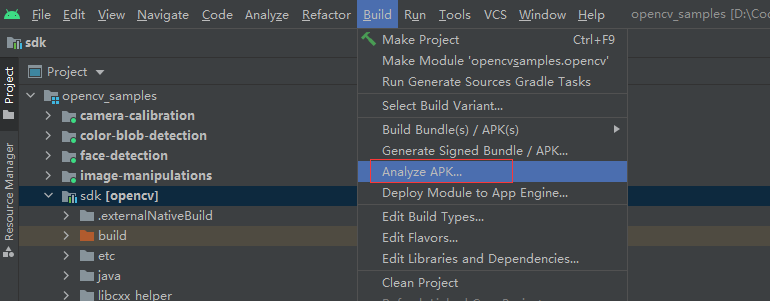 File Edit View Navigate Code Analyze Refactor Build Run Tools VCS Window Help opencv_samples [D:\Cod
sdk
Project
Project
Resource Manager
opencv_samples
camera-calibration
color-blob-detection
face-detection
image-manipulations
sdk [opencv]
.externalNativeBuild
build
etc
java
libcxx_helper
Make Project Ctrl+F9
Make Module 'opencv_samples.opencv'
Run Generate Sources Gradle Tasks
Select Build Variant...
Build Bundle(s) / APK(s)
Generate Signed Bundle / APK...
Analyze APK...
Deploy Module to App Engine...
Edit Build Types...
Edit Flavors...
Edit Libraries and Dependencies...
Clean Project